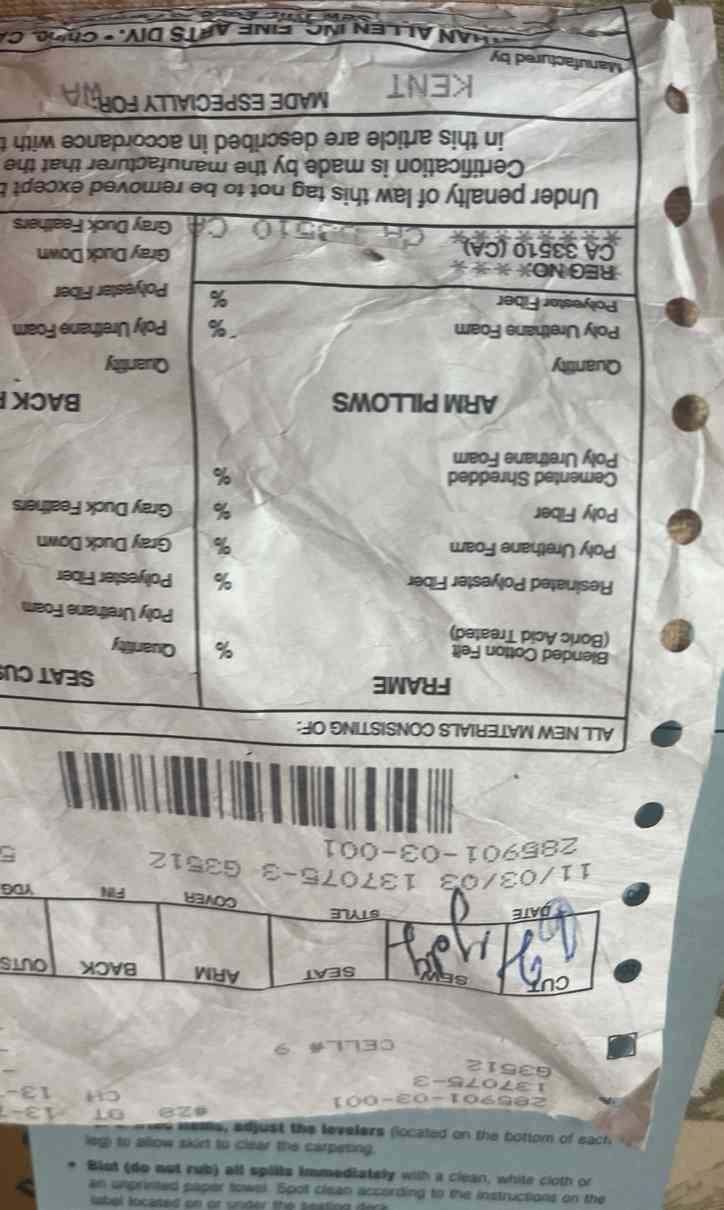 285901-03-001 #28 DT 13-
137075-3 CH 13-
G3512
CELL# 9
CUT SEW SEAT ARM BACK OUTS
DATE STYLE COVER FIN YDG
11/03/03 137075-3 G3512 5
285901-03-001
ALL NEW MATERIALS CONSISTING OF:
FRAME
Blended Cotton Felt %
(Boric Acid Treated)
Resinated Polyester Fiber %
Poly Urethane Foam %
Poly Fiber %
Cemented Shredded %
Poly Urethane Foam
SEAT CUS
Quantity
Poly Urethane Foam
Polyester Fiber
Gray Duck Down
Gray Duck Feathers
ARM PILLOWS
Quantity
Poly Urethane Foam %
Polyester Fiber %
BACK
Quantity
Poly Urethane Foam
Polyester Fiber
Gray Duck Down
Gray Duck Feathers
REG NO
CA 33510 (CA)
Under penalty of law this tag not to be removed except
Certification is made by the manufacturer that the
in this article are described in accordance with
MADE ESPECIALLY FOR:
KENT WA
Manufactured by
HAN ALLEN INC. FINE ARTS DIV. • Chino, CA
items, adjust the levelers (located on the bottom of each
leg) to allow skirt to clear the carpeting.
• Blot (do not rub) all spills immediately with a clean, white cloth or
an unprinted paper towel. Spot clean according to the instructions on the
label located on or under the seating deck